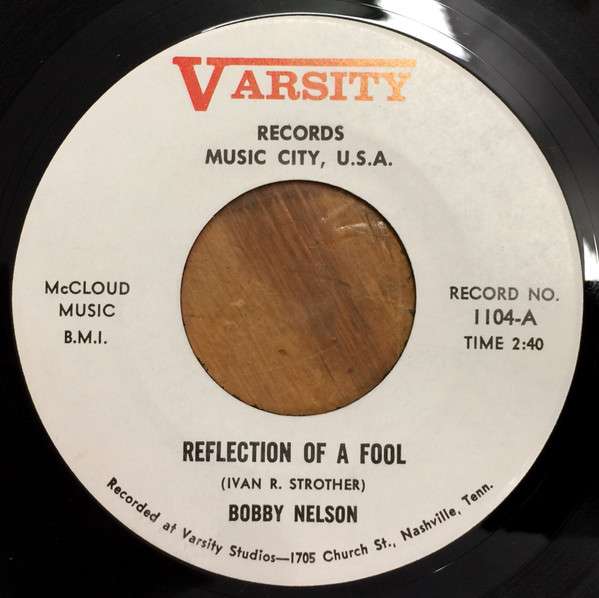 VARSITY
RECORDS
MUSIC CITY, U.S.A.
McCLOUD
MUSIC
B.M.I.
RECORD NO.
1104-A
TIME 2:40
REFLECTION OF A FOOL
(IVAN R. STROTHER)
BOBBY NELSON
Recorded at Varsity Studios—1705 Church St., Nashville, Tenn.